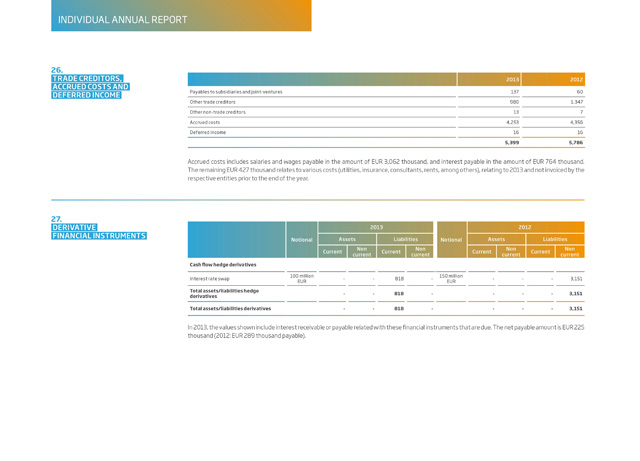 INDIVIDUAL ANNUAL REPORT
26.
TRADE CREDITORS,
ACCRUED COSTS AND
DEFERRED INCOME
2013 2012
Payables to subsidiaries and joint-ventures 137 60
Other trade creditors 980 1,347
Other non-trade creditors 13 7
Accrued costs 4,253 4,356
Deferred income 16 16
5,399 5,786
Accrued costs includes salaries and wages payable in the amount of EUR 3,062 thousand, and interest payable in the amount of EUR 764 thousand.
The remaining EUR 427 thousand relates to various costs (utilities, insurance, consultants, rents, among others), relating to 2013 and not invoiced by the
respective entities prior to the end of the year.
27.
DERIVATIVE
FINANCIAL INSTRUMENTS
2013 2012
Notional Assets Liabilities Notional Assets Liabilities
Current Non current Current Non current Current Non current Current Non current
Cash flow hedge derivatives
Interest rate swap 100 million EUR - - 818 - 150 million EUR - - - 3,151
Total assets/liabilities hedge
derivatives - - 818 - - - - 3,151
Total assets/liabilities derivatives - - 818 - - - - 3,151
In 2013, the values shown include interest receivable or payable related with these financial instruments that are due. The net payable amount is EUR 225
thousand (2012: EUR 289 thousand payable).